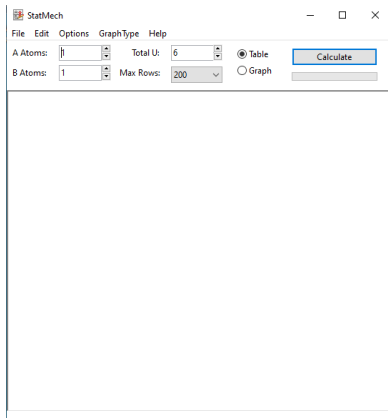 StatMech
File Edit Options GraphType Help
A Atoms: 1 Total U: 6 Table Calculate
B Atoms: 1 Max Rows: 200 Graph